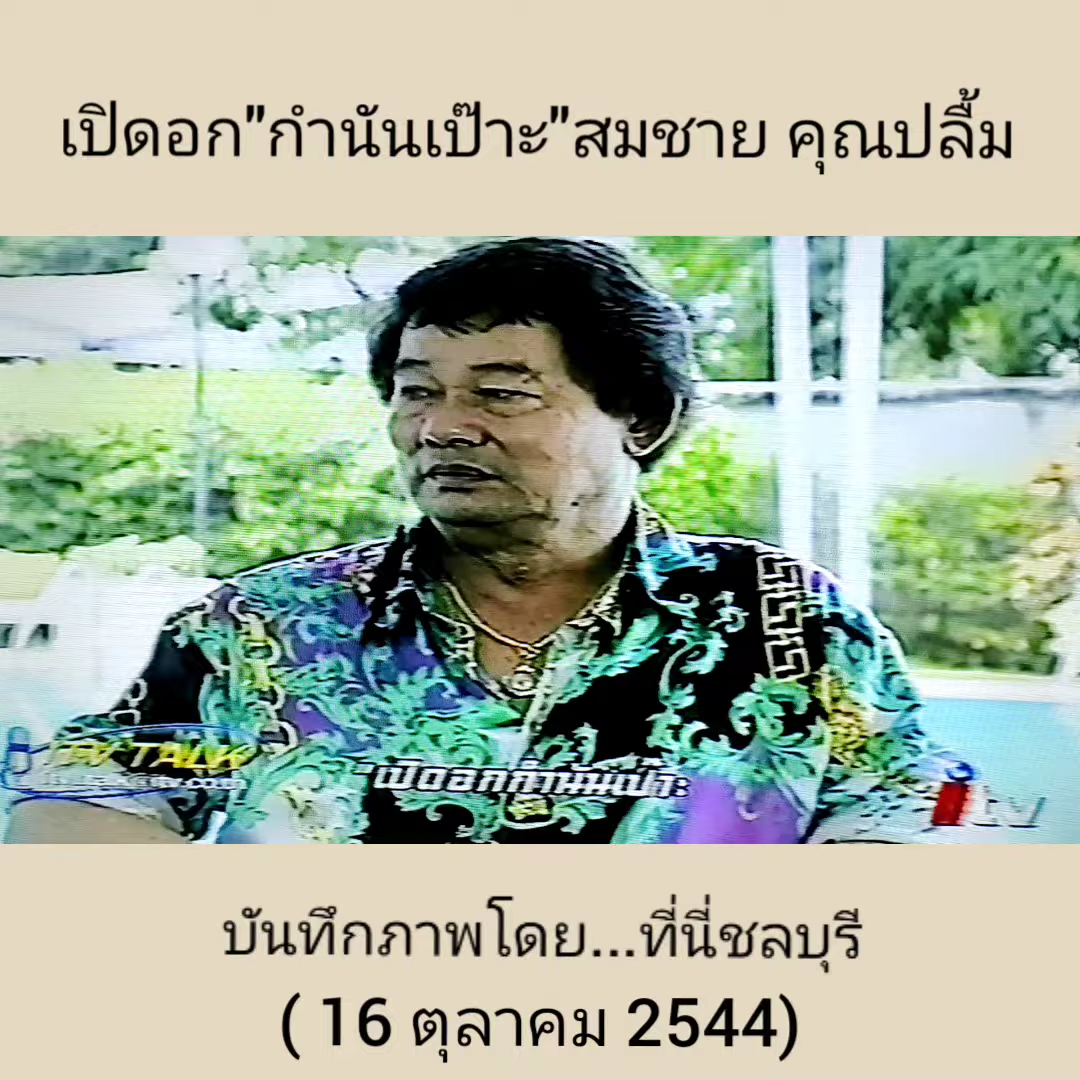 เปิดอก"กำนันเป๊าะ"สมชาย คุณปลื้ม
ITV TALK
เปิดอกกำนันเป๊าะ
itv
บันทึกภาพโดย...ที่นี่ชลบุรี
( 16 ตุลาคม 2544)